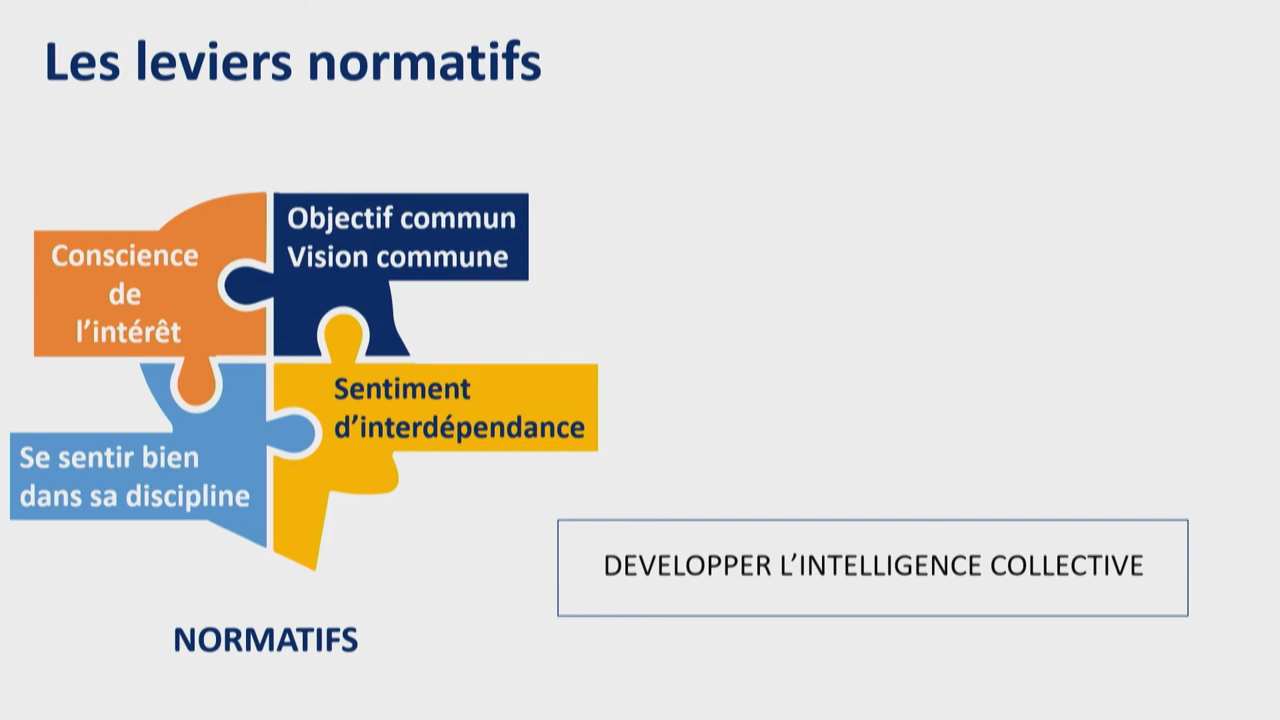 Les leviers normatifs
Conscience
de
l'intérêt
Objectif commun
Vision commune
Sentiment
d'interdépendance
Se sentir bien
dans sa discipline
DEVELOPPER L'INTELLIGENCE COLLECTIVE
NORMATIFS